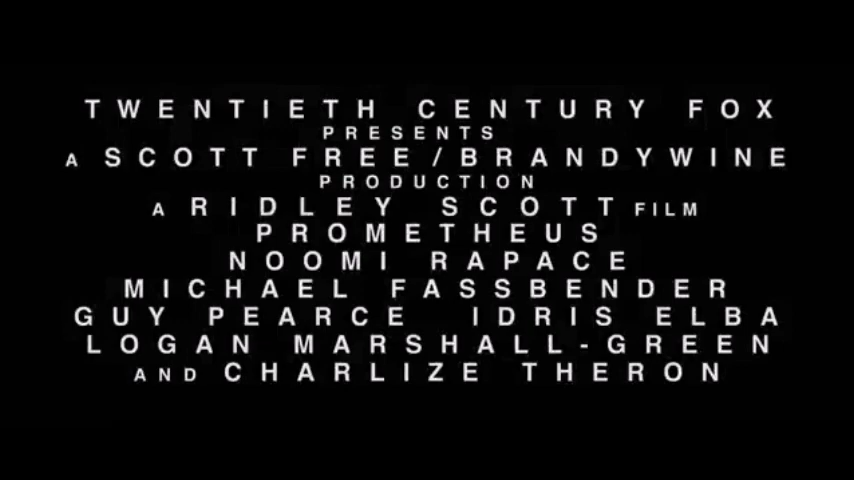 TWENTIETH CENTURY FOX
PRESENTS
A SCOTT FREE/BRANDYWINE
PRODUCTION
A RIDLEY SCOTT FILM
PROMETHEUS
NOOMI RAPACE
MICHAEL FASSBENDER
GUY PEARCE IDRIS ELBA
LOGAN MARSHALL-GREEN
AND CHARLIZE THERON